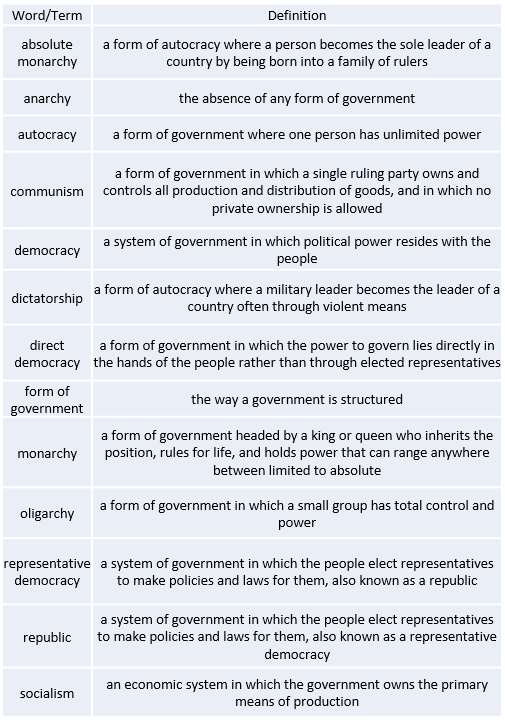 Word/Term Definition
absolute
monarchy
a form of autocracy where a person becomes the sole leader of a
country by being born into a family of rulers
anarchy the absence of any form of government
autocracy a form of government where one person has unlimited power
communism
a form of government in which a single ruling party owns and
controls all production and distribution of goods, and in which no
private ownership is allowed
democracy
a system of government in which political power resides with the
people
dictatorship
a form of autocracy where a military leader becomes the leader of a
country often through violent means
direct
democracy
a form of government in which the power to govern lies directly in
the hands of the people rather than through elected representatives
form of
government
the way a government is structured
monarchy
a form of government headed by a king or queen who inherits the
position, rules for life, and holds power that can range anywhere
between limited to absolute
oligarchy
a form of government in which a small group has total control and
power
representative
democracy
a system of government in which the people elect representatives
to make policies and laws for them, also known as a republic
republic
a system of government in which the people elect representatives
to make policies and laws for them, also known as a representative
democracy
socialism
an economic system in which the government owns the primary
means of production